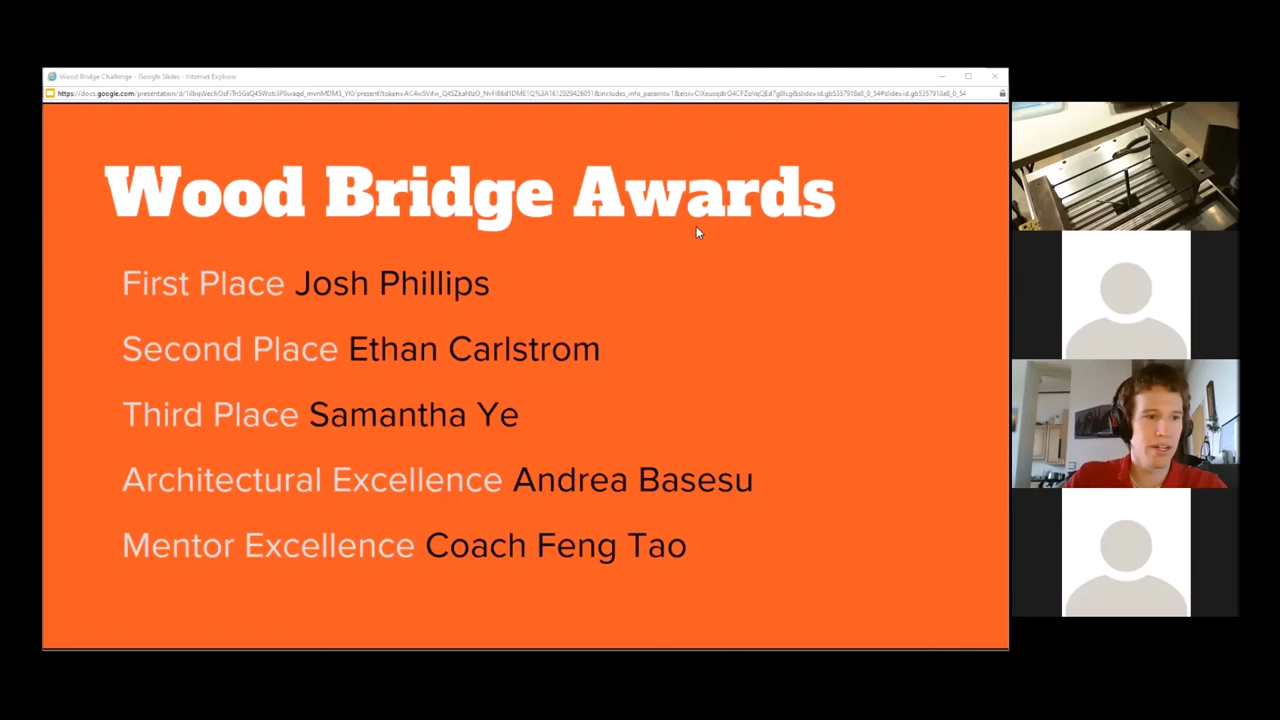 Wood Bridge Challenge - Google Slides - Internet Explorer
Wood Bridge Awards
First Place Josh Phillips
Second Place Ethan Carlstrom
Third Place Samantha Ye
Architectural Excellence Andrea Basesu
Mentor Excellence Coach Feng Tao